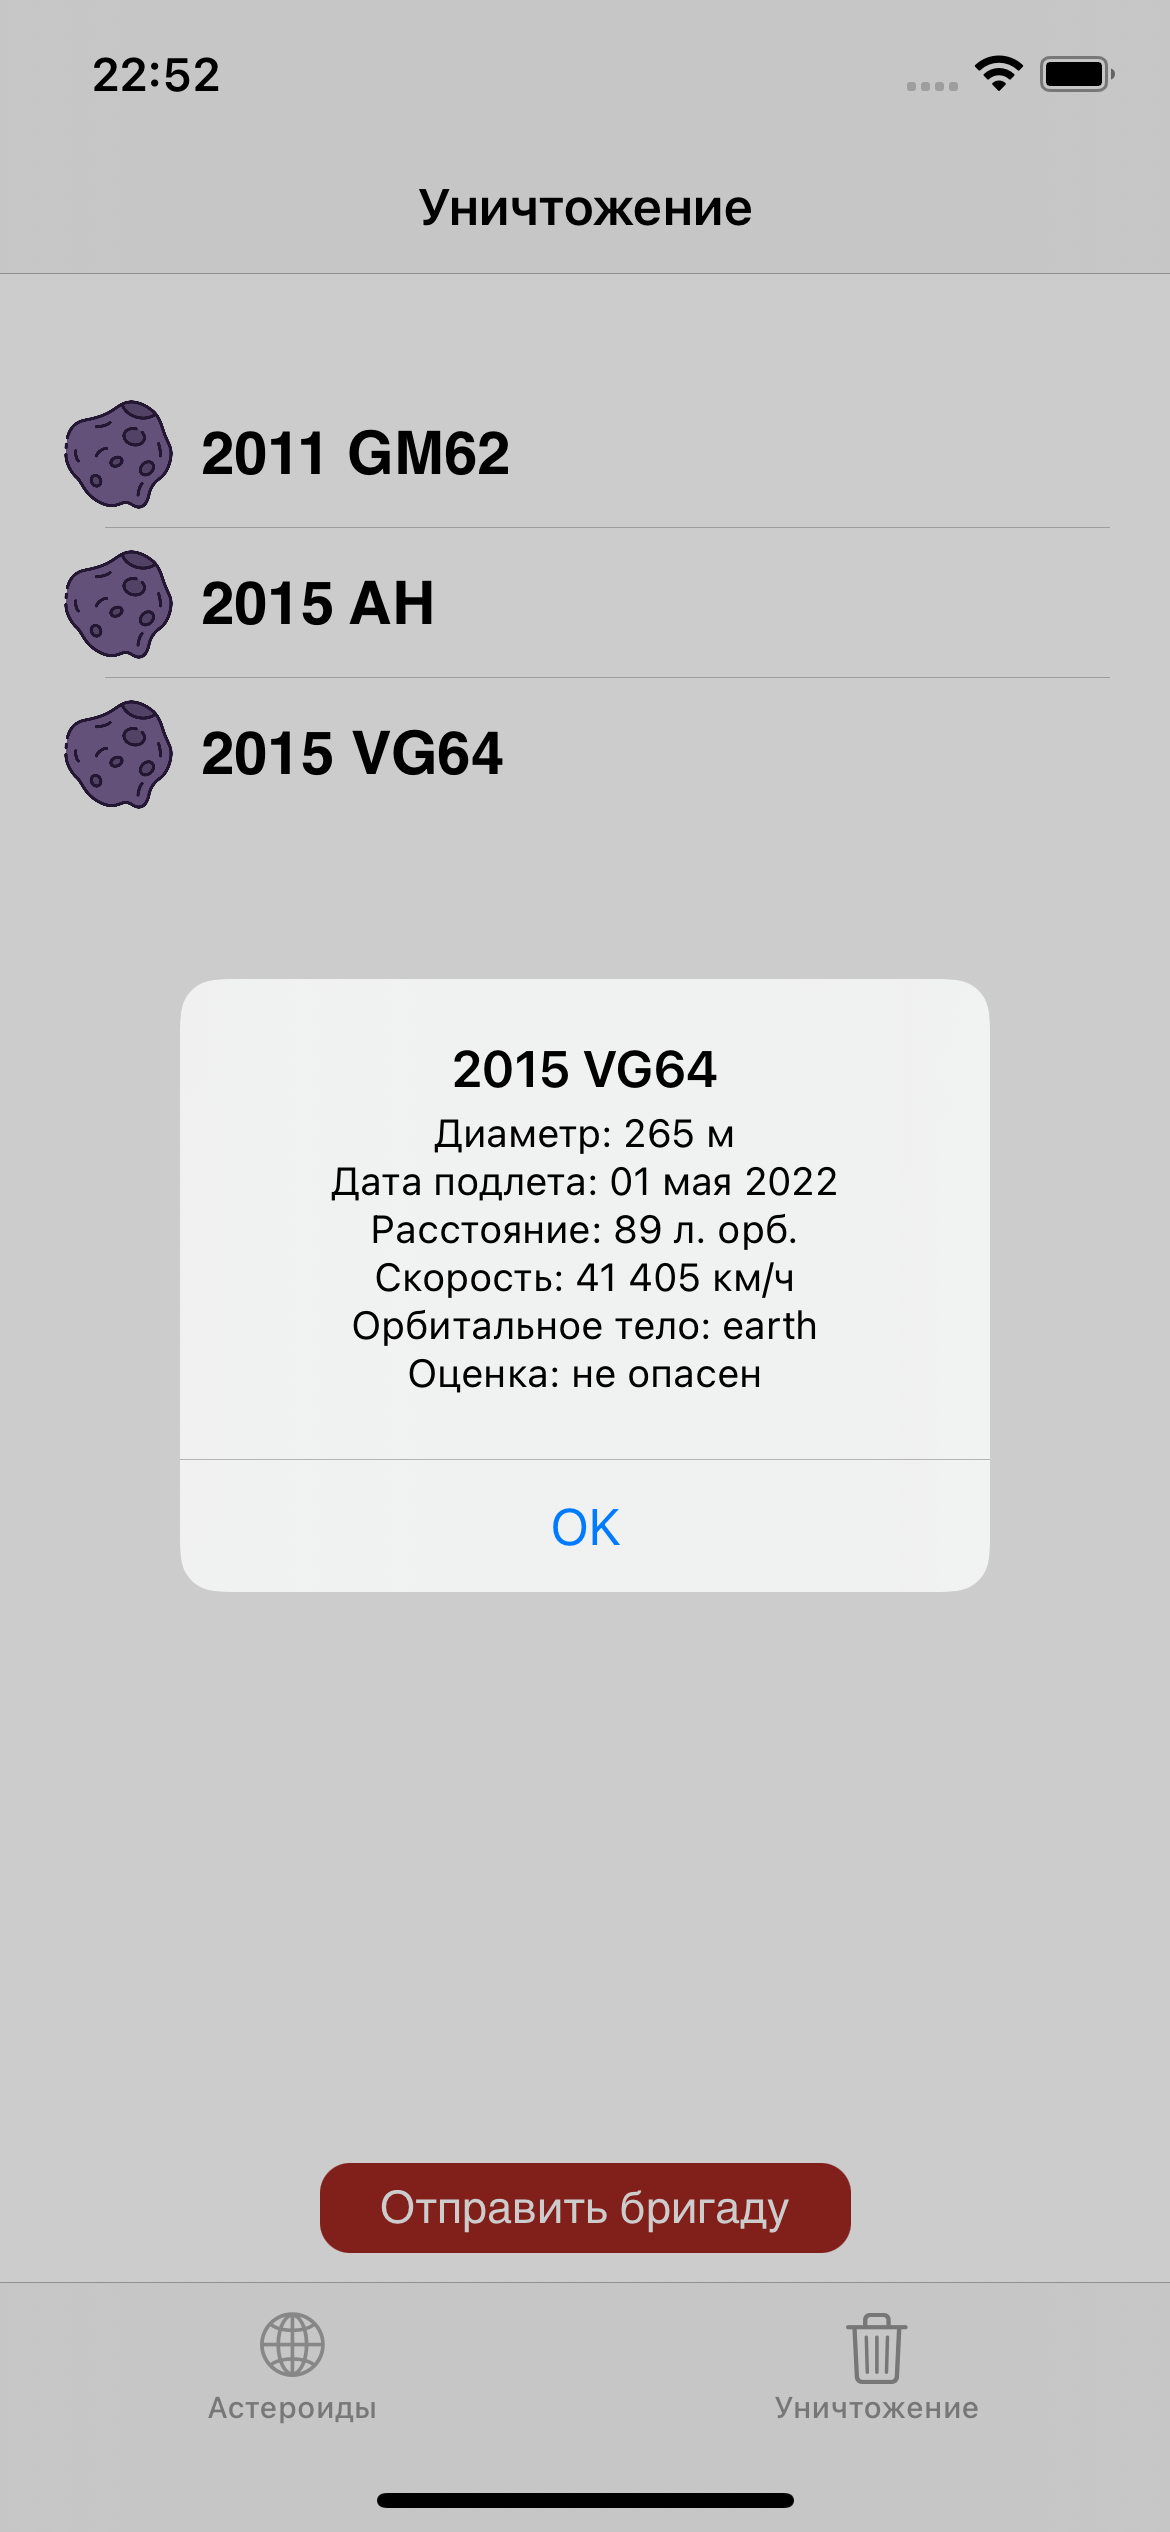 22:52
Уничтожение
2011 GM62
2015 AH
2015 VG64
2015 VG64
Диаметр: 265 м
Дата подлета: 01 мая 2022
Расстояние: 89 л. орб.
Скорость: 41 405 км/ч
Орбитальное тело: earth
Оценка: не опасен
OK
Отправить бригаду
Астероиды
Уничтожение